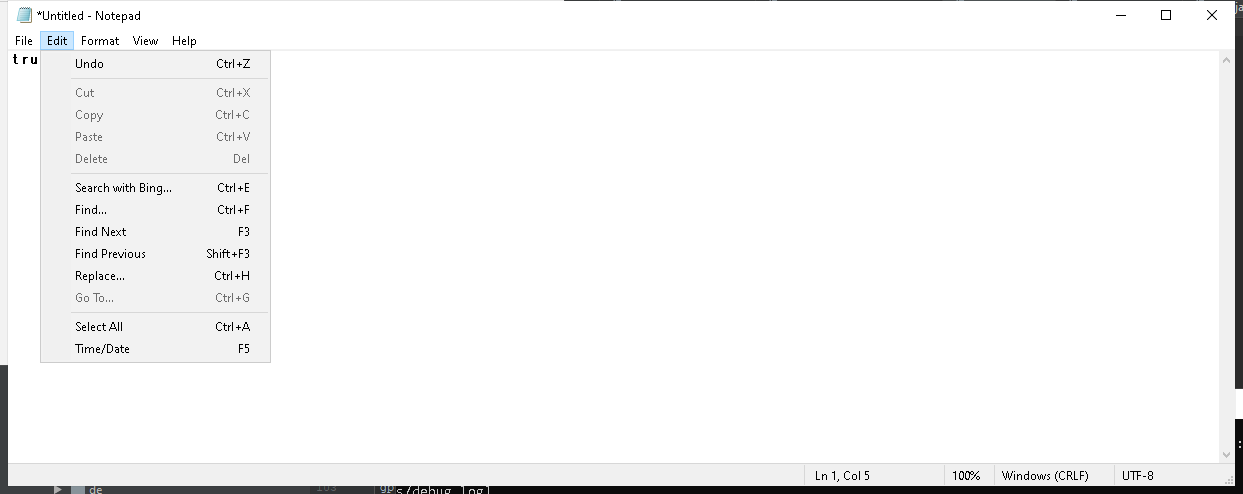 *Untitled - Notepad
File Edit Format View Help
tru
Undo Ctrl+Z
Cut Ctrl+X
Copy Ctrl+C
Paste Ctrl+V
Delete Del
Search with Bing... Ctrl+E
Find... Ctrl+F
Find Next F3
Find Previous Shift+F3
Replace... Ctrl+H
Go To... Ctrl+G
Select All Ctrl+A
Time/Date F5
Ln 1, Col 5 100% Windows (CRLF) UTF-8
de